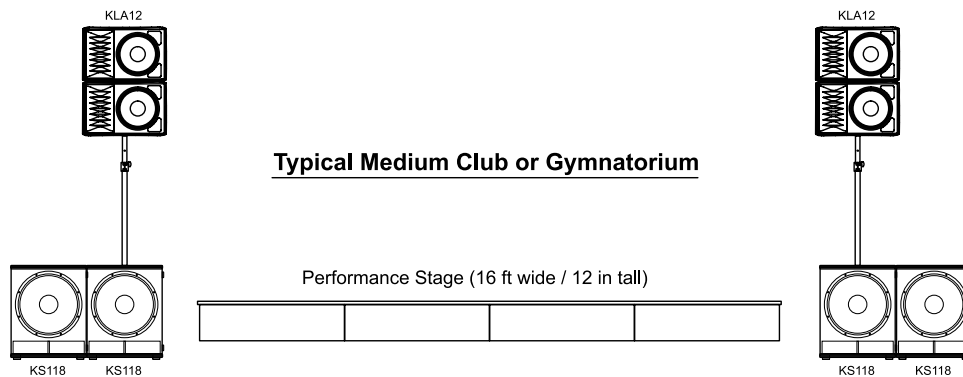 KLA12
KLA12
Typical Medium Club or Gymnatorium
Performance Stage (16 ft wide / 12 in tall)
KS118 KS118
KS118 KS118